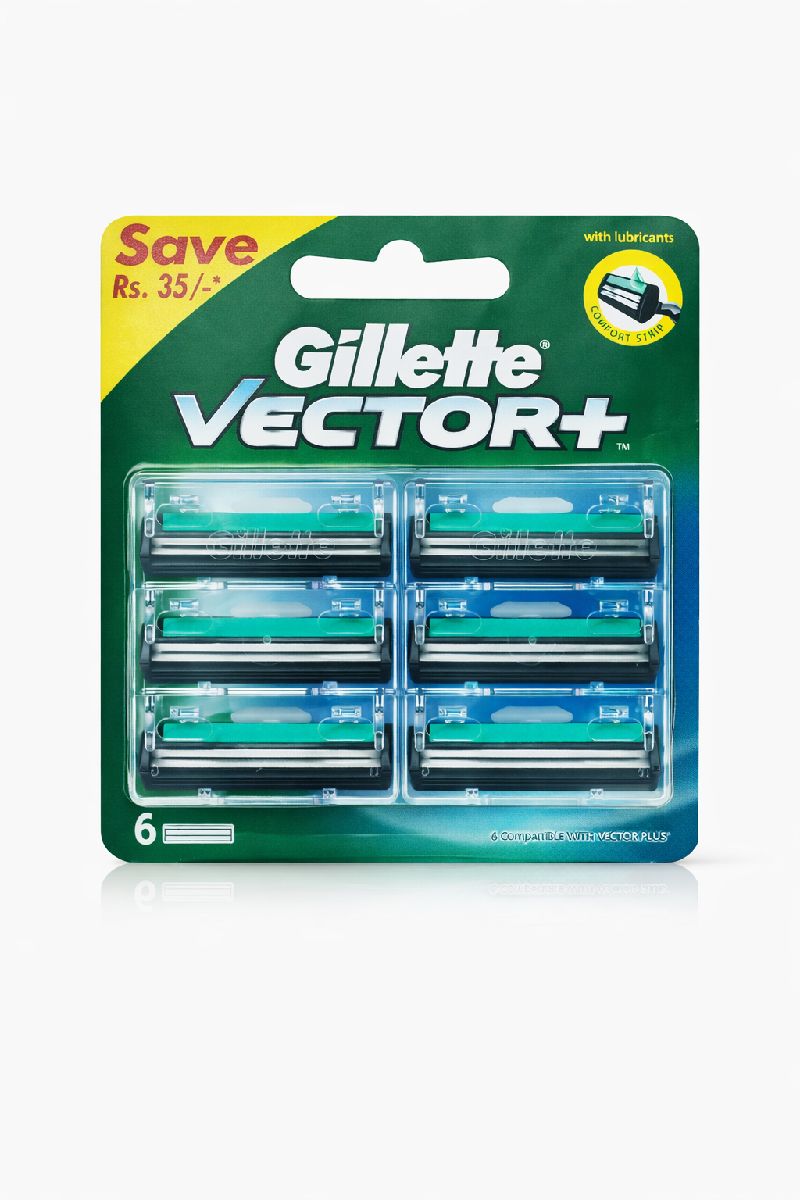 Save
Rs. 35/-*
with lubricants
COMFORT STRIP
Gillette®
VECTOR+™
Gillette
Gillette
6
6 Compatible WITH VECTOR PLUS